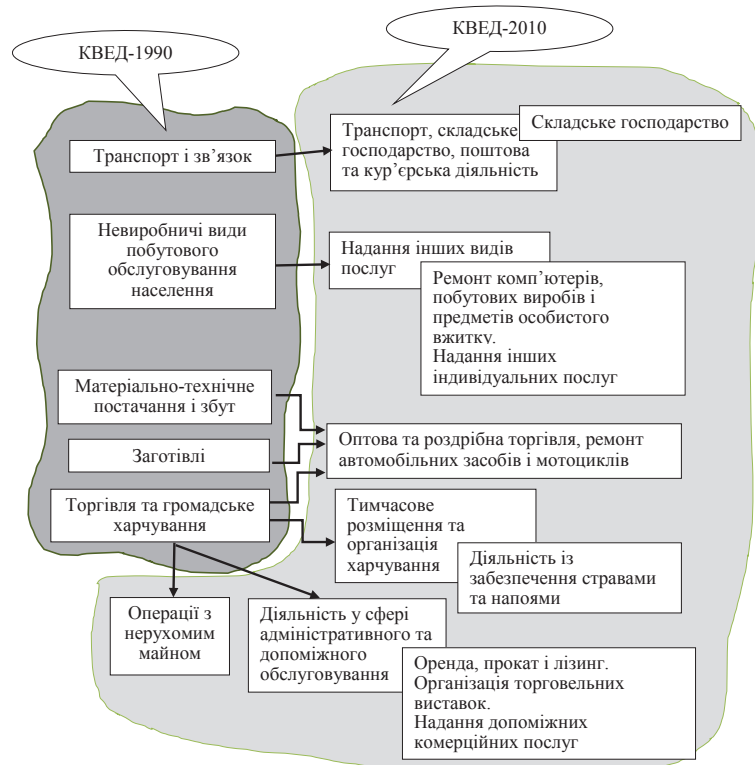 КВЕД-1990
КВЕД-2010
Транспорт і зв’язок
Транспорт, складське
господарство, поштова
та кур’єрська діяльність
Складське господарство
Невиробничі види
побутового
обслуговування
населення
Надання інших видів
послуг
Ремонт комп’ютерів,
побутових виробів і
предметів особистого
вжитку.
Надання інших
індивідуальних послуг
Матеріально-технічне
постачання і збут
Заготівлі
Оптова та роздрібна торгівля, ремонт
автомобільних засобів і мотоциклів
Торгівля та громадське
харчування
Тимчасове
розміщення та
організація
харчування
Діяльність із
забезпечення стравами
та напоями
Операції з
нерухомим
майном
Діяльність у сфері
адміністративного та
допоміжного
обслуговування
Оренда, прокат і лізинг.
Організація торговельних
виставок.
Надання допоміжних
комерційних послуг